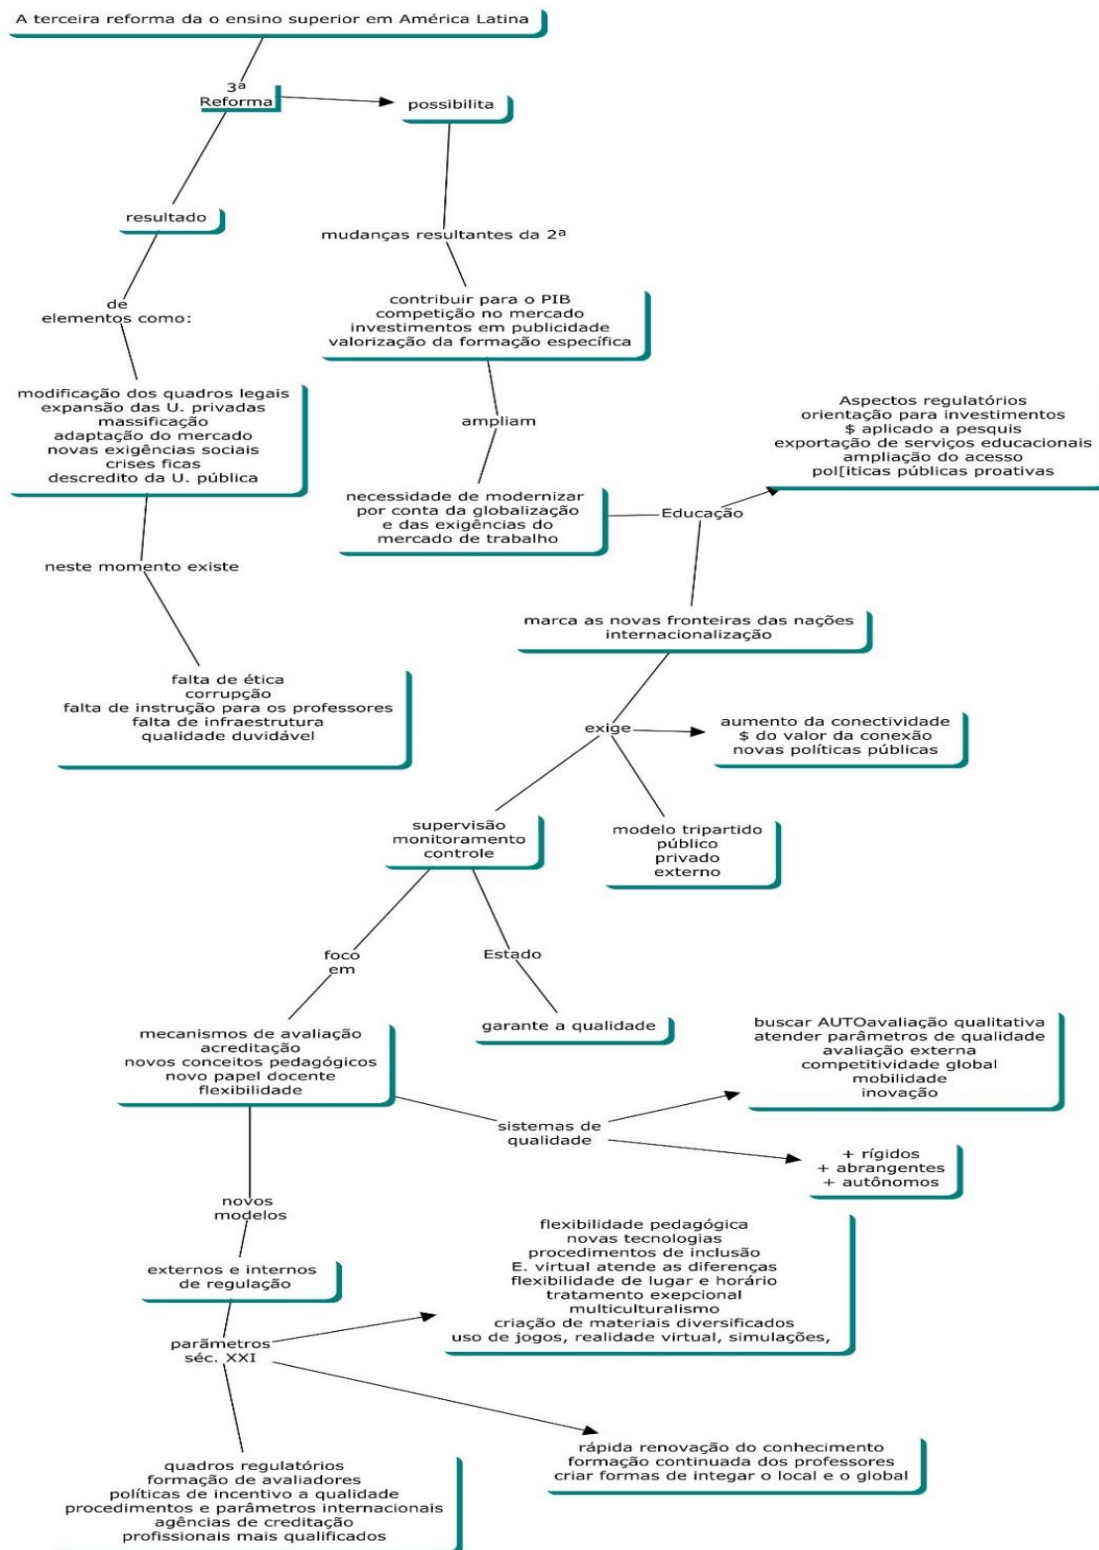 A terceira reforma da o ensino superior em América Latina
3ª
Reforma
possibilita
resultado
mudanças resultantes da 2ª
de
elementos como:
contribuir para o PIB
competição no mercado
investimentos em publicidade
valorização da formação específica
modificação dos quadros legais
expansão das U. privadas
massificação
adaptação do mercado
novas exigências sociais
crises ficas
descredito da U. pública
ampliam
Aspectos regulatórios
orientação para investimentos
$ aplicado a pesquis
exportação de serviços educacionais
ampliação do acesso
pol[iticas públicas proativas
necessidade de modernizar
por conta da globalização
e das exigências do
mercado de trabalho
Educação
neste momento existe
marca as novas fronteiras das nações
internacionalização
falta de ética
corrupção
falta de instrução para os professores
falta de infraestrutura
qualidade duvidável
exige
aumento da conectividade
$ do valor da conexão
novas políticas públicas
supervisão
monitoramento
controle
modelo tripartido
público
privado
externo
foco
em
Estado
mecanismos de avaliação
acreditação
novos conceitos pedagógicos
novo papel docente
flexibilidade
garante a qualidade
buscar AUTOavaliação qualitativa
atender parâmetros de qualidade
avaliação externa
competitividade global
mobilidade
inovação
sistemas de
qualidade
+ rígidos
+ abrangentes
+ autônomos
novos
modelos
externos e internos
de regulação
flexibilidade pedagógica
novas tecnologias
procedimentos de inclusão
E. virtual atende as diferenças
flexibilidade de lugar e horário
tratamento exepcional
multiculturalismo
criação de materiais diversificados
uso de jogos, realidade virtual, simulações,
parâmetros
séc. XXI
rápida renovação do conhecimento
formação continuada dos professores
criar formas de integar o local e o global
quadros regulatórios
formação de avaliadores
políticas de incentivo a qualidade
procedimentos e parâmetros internacionais
agências de creditação
profissionais mais qualificados